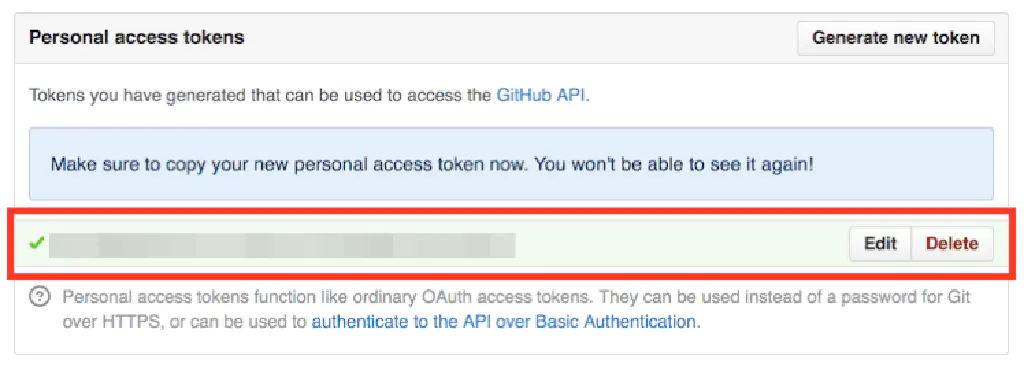 Personal access tokens
Generate new token
Tokens you have generated that can be used to access the GitHub API.
Make sure to copy your new personal access token now. You won't be able to see it again!
Edit
Delete
Personal access tokens function like ordinary OAuth access tokens. They can be used instead of a password for Git
over HTTPS, or can be used to authenticate to the API over Basic Authentication.